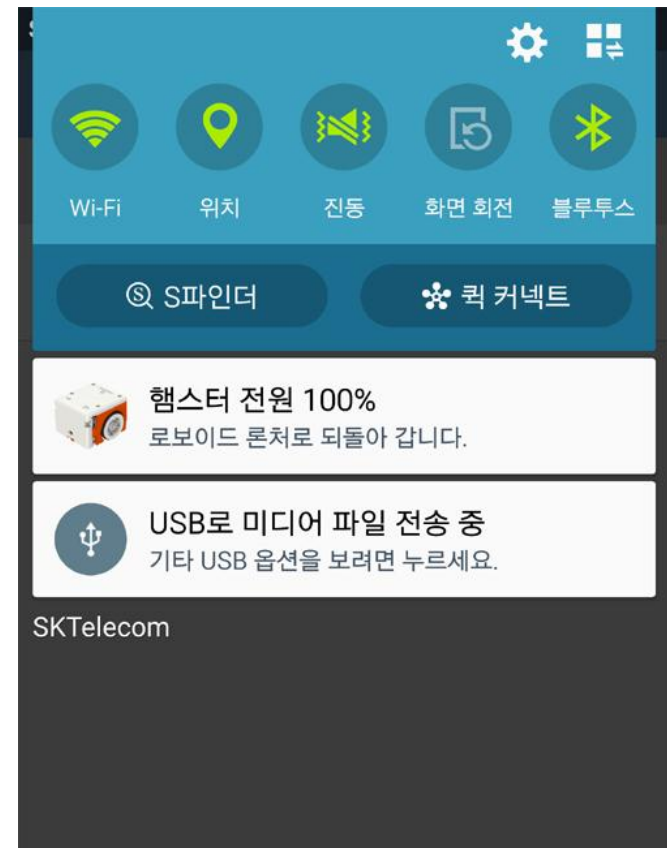 Wi-Fi 위치 진동 화면 회전 블루투스
S파인더 퀵 커넥트
햄스터 전원 100%
로보이드 론처로 되돌아 갑니다.
USB로 미디어 파일 전송 중
기타 USB 옵션을 보려면 누르세요.
SKTelecom